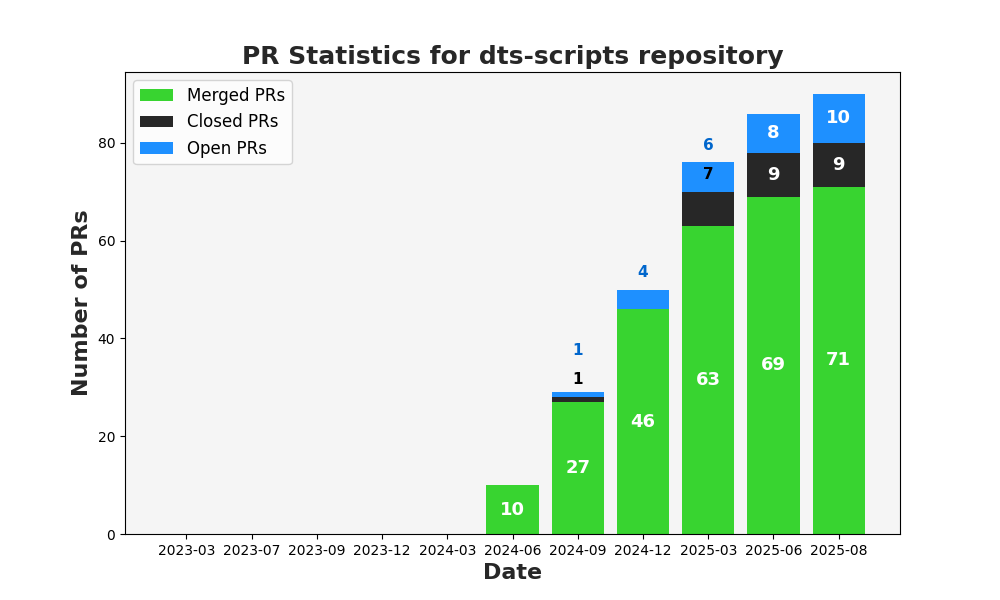 PR Statistics for dts-scripts repository
Merged PRs
Closed PRs
Open PRs
Number of PRs
80
60
40
20
0
10
1
1
27
4
46
6
7
63
8
9
69
10
9
71
2023-03 2023-07 2023-09 2023-12 2024-03 2024-06 2024-09 2024-12 2025-03 2025-06 2025-08
Date